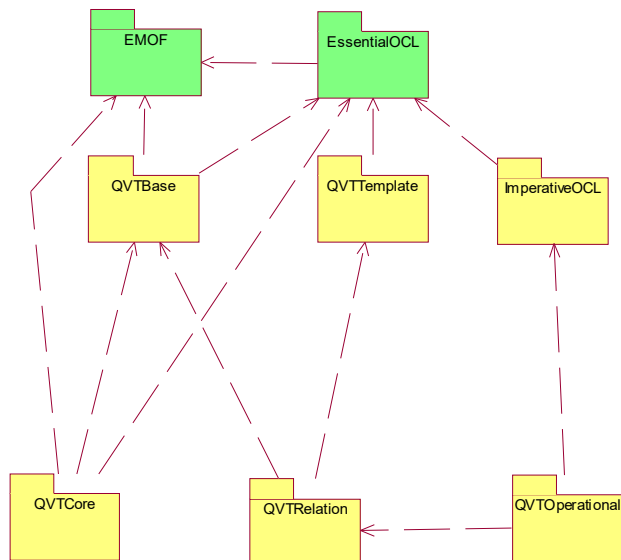 EMOF
EssentialOCL
QVTBase
QVTTemplate
ImperativeOCL
QVTCore
QVTRelation
QVTOperational